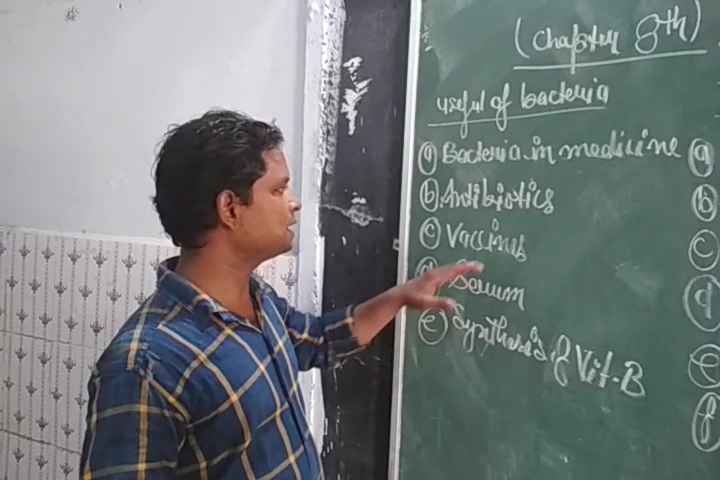 (Chapter 8th)
useful of bacteria
(a) Bacteria in medicine (a)
(b) Antibiotics (b)
(c) Vaccines (c)
(d) Serum (d)
(e) Synthesis of Vit-B (e)
(f)